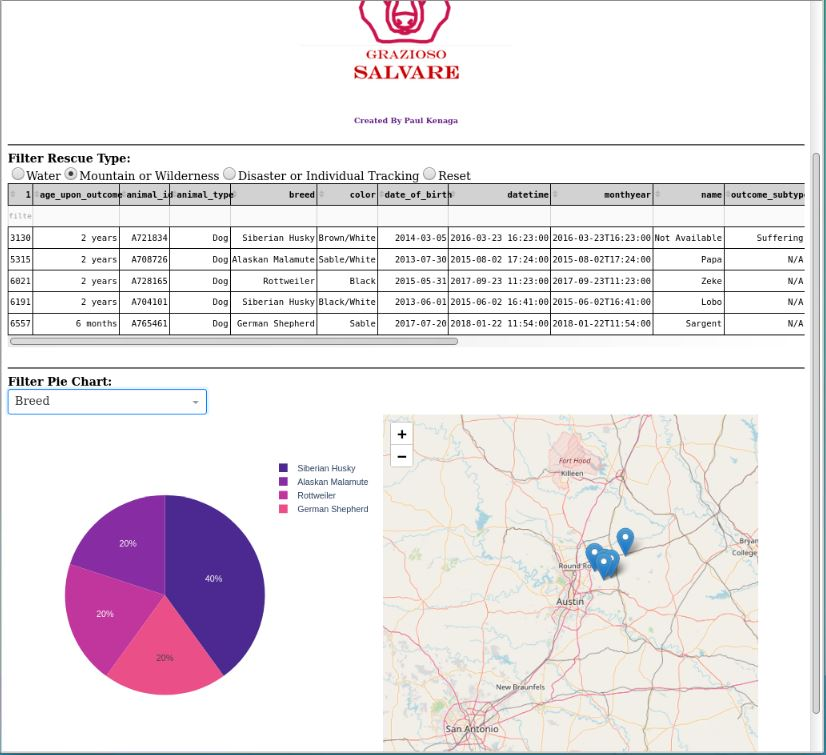 GRAZIOSO
SALVARE
Created By Paul Kenaga
Filter Rescue Type:
Water Mountain or Wilderness Disaster or Individual Tracking Reset
1 age_upon_outcome animal_id animal_type breed color date_of_birth datetime monthyear name outcome_subtyp
filte
3130 2 years A721834 Dog Siberian Husky Brown/White 2014-03-05 2016-03-23 16:23:00 2016-03-23T16:23:00 Not Available Suffering
5315 2 years A708726 Dog Alaskan Malamute Sable/White 2013-07-30 2015-08-02 17:24:00 2015-08-02T17:24:00 Papa N/A
6021 2 years A728165 Dog Rottweiler Black 2015-05-31 2017-09-23 11:23:00 2017-09-23T11:23:00 Zeke N/A
6191 2 years A704101 Dog Siberian Husky Black/White 2013-06-01 2015-06-02 16:41:00 2015-06-02T16:41:00 Lobo N/A
6557 6 months A765461 Dog German Shepherd Sable 2017-07-20 2018-01-22 11:54:00 2018-01-22T11:54:00 Sargent N/A
Filter Pie Chart:
Breed
Siberian Husky
Alaskan Malamute
Rottweiler
German Shepherd
40%
20%
20%
20%
+
−
Fort Hood
Killeen
Bryan
College
Round Ro
Austin
New Braunfels
San Antonio